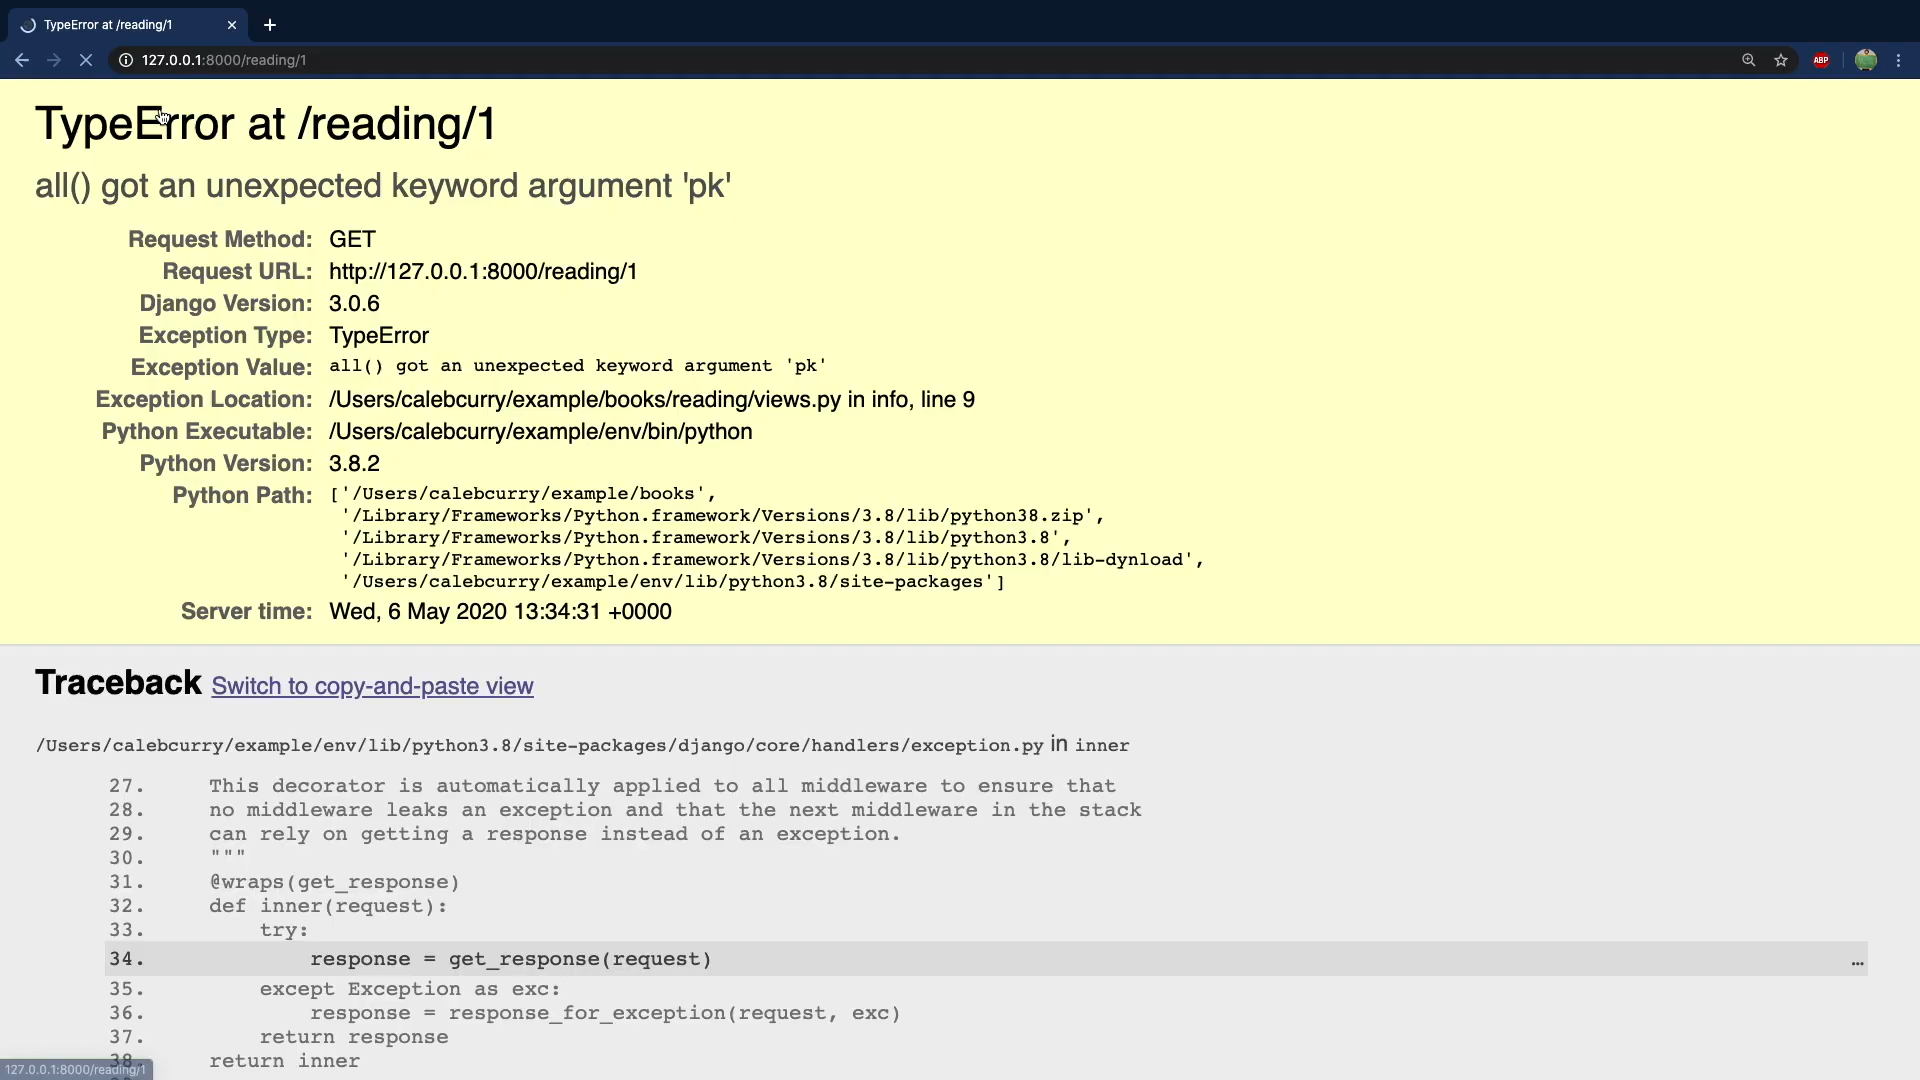 TypeError at /reading/1
127.0.0.1:8000/reading/1
ABP
TypeError at /reading/1
all() got an unexpected keyword argument 'pk'
Request Method: GET
Request URL: http://127.0.0.1:8000/reading/1
Django Version: 3.0.6
Exception Type: TypeError
Exception Value: all() got an unexpected keyword argument 'pk'
Exception Location: /Users/calebcurry/example/books/reading/views.py in info, line 9
Python Executable: /Users/calebcurry/example/env/bin/python
Python Version: 3.8.2
Python Path: ['/Users/calebcurry/example/books',
'/Library/Frameworks/Python.framework/Versions/3.8/lib/python38.zip',
'/Library/Frameworks/Python.framework/Versions/3.8/lib/python3.8',
'/Library/Frameworks/Python.framework/Versions/3.8/lib/python3.8/lib-dynload',
'/Users/calebcurry/example/env/lib/python3.8/site-packages']
Server time: Wed, 6 May 2020 13:34:31 +0000
Traceback Switch to copy-and-paste view
/Users/calebcurry/example/env/lib/python3.8/site-packages/django/core/handlers/exception.py in inner
27. This decorator is automatically applied to all middleware to ensure that
28. no middleware leaks an exception and that the next middleware in the stack
29. can rely on getting a response instead of an exception.
30. """
31. @wraps(get_response)
32. def inner(request):
33. try:
34. response = get_response(request) …
35. except Exception as exc:
36. response = response_for_exception(request, exc)
37. return response
38. return inner
127.0.0.1:8000/reading/1